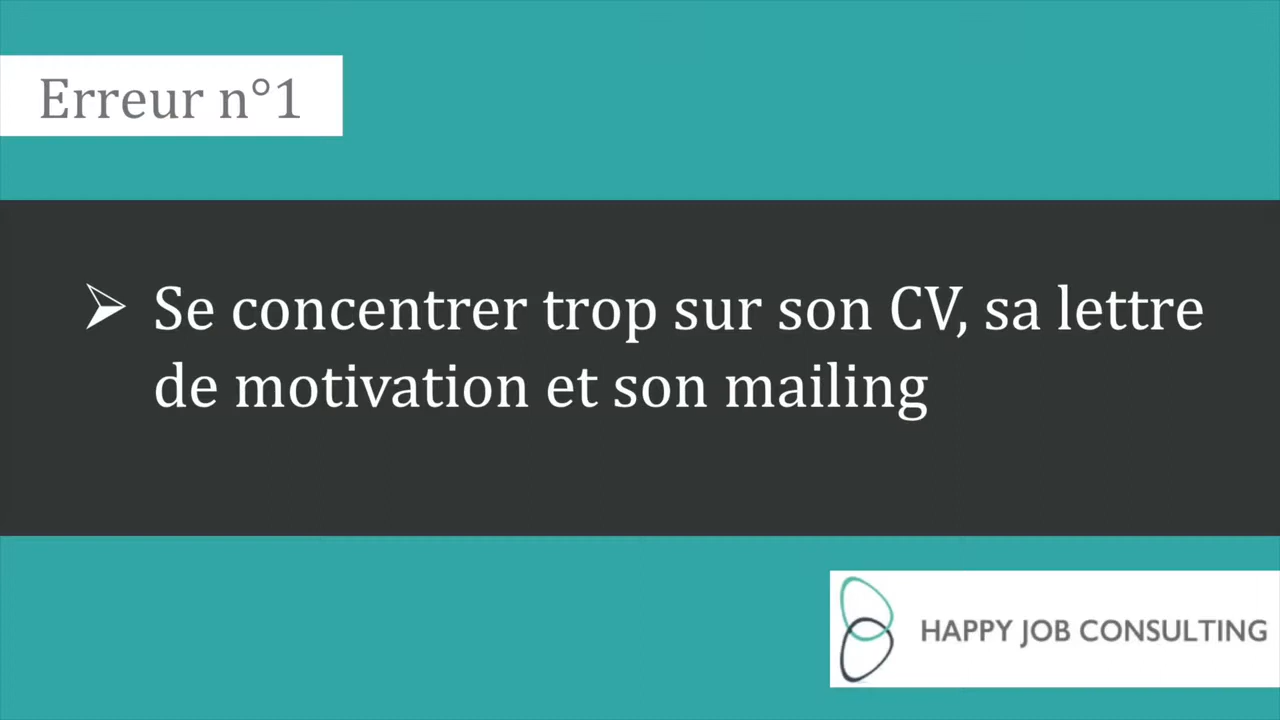 Erreur n°1
➢ Se concentrer trop sur son CV, sa lettre
de motivation et son mailing
HAPPY JOB CONSULTING